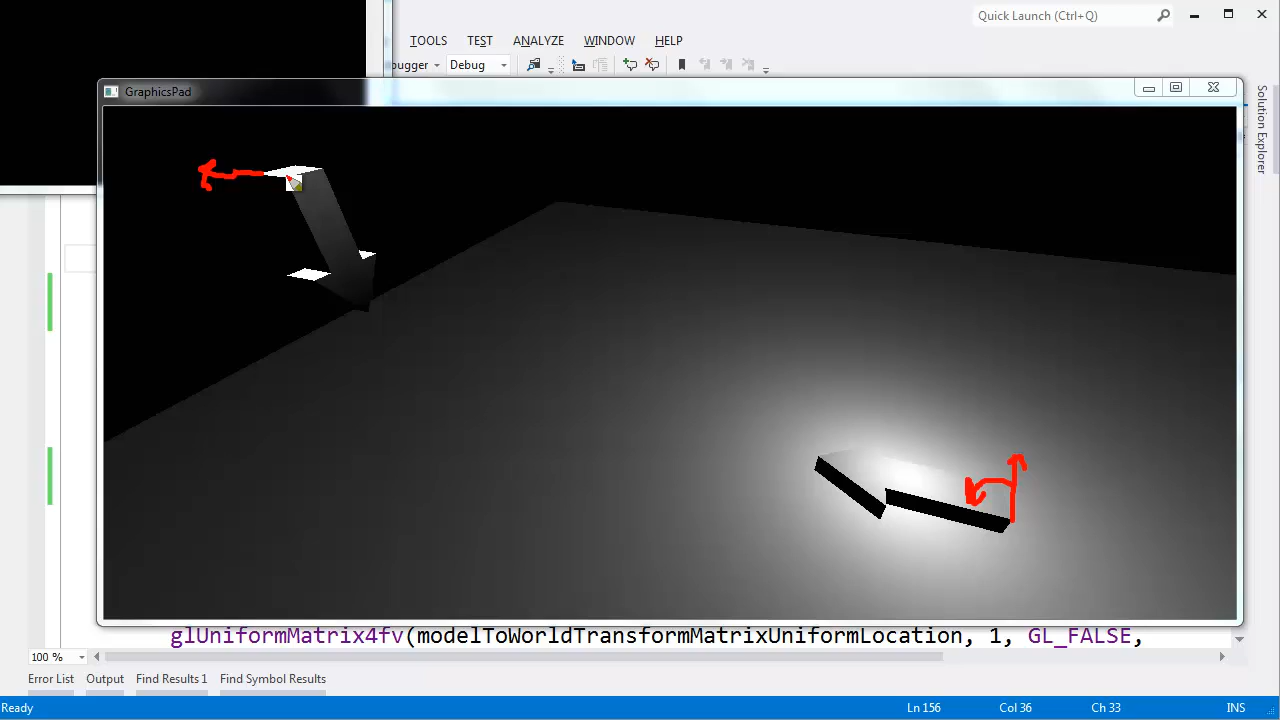 Quick Launch (Ctrl+Q)
TOOLS TEST ANALYZE WINDOW HELP
bugger Debug
GraphicsPad
Solution Explorer
glUniformMatrix4fv(modelToWorldTransformMatrixUniformLocation, 1, GL_FALSE,
100 %
Error List Output Find Results 1 Find Symbol Results
Ready Ln 156 Col 36 Ch 33 INS